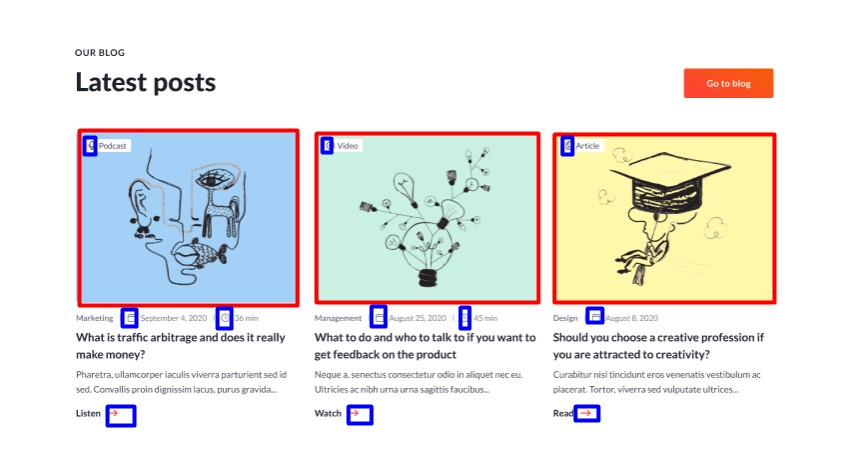 OUR BLOG
Latest posts
Go to blog
Podcast
Marketing September 4, 2020 36 min
What is traffic arbitrage and does it really
make money?
Pharetra, ullamcorper iaculis viverra parturient sed id
sed. Convallis proin dignissim lacus, purus gravida...
Listen
Video
Management August 25, 2020 45 min
What to do and who to talk to if you want to
get feedback on the product
Neque a, senectus consectetur odio in aliquet nec eu.
Ultricies ac nibh urna urna sagittis faucibus...
Watch
Article
Design August 8, 2020
Should you choose a creative profession if
you are attracted to creativity?
Curabitur nisl tincidunt eros venenatis vestibulum ac
placerat. Tortor, viverra sed vulputate ultrices...
Read